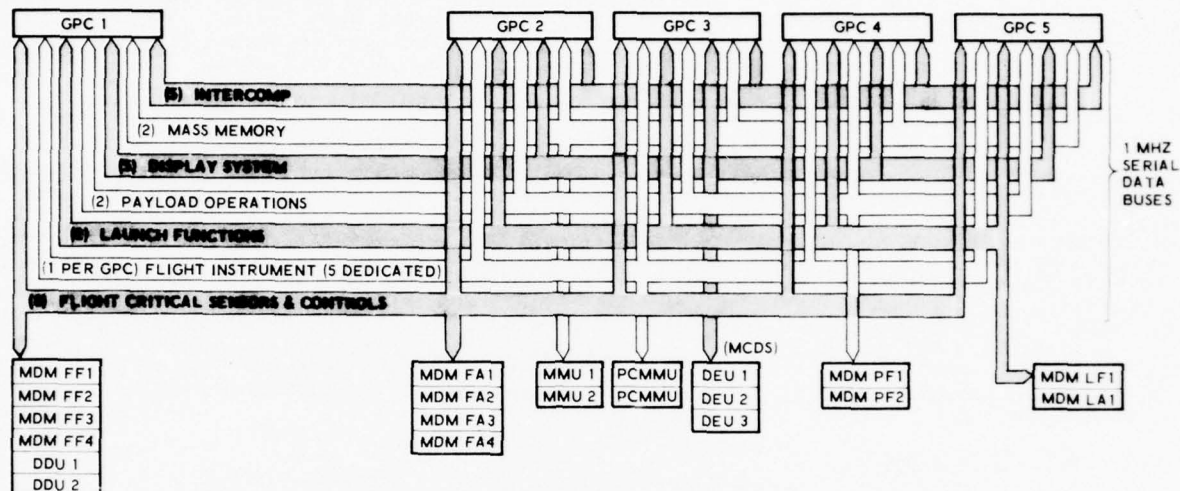 GPC 1
GPC 2
GPC 3
GPC 4
GPC 5
(5) INTERCOMP
(2) MASS MEMORY
DISPLAY SYSTEM
(2) PAYLOAD OPERATIONS
LAUNCH FUNCTIONS
(1 PER GPC) FLIGHT INSTRUMENT (5 DEDICATED)
FLIGHT CRITICAL SENSORS & CONTROLS
1 MHZ
SERIAL
DATA
BUSES
(MCDS)
MDM FF1
MDM FF2
MDM FF3
MDM FF4
DDU 1
DDU 2
MDM FA1
MDM FA2
MDM FA3
MDM FA4
MMU 1
MMU 2
PCMMU
PCMMU
DEU 1
DEU 2
DEU 3
MDM PF1
MDM PF2
MDM LF1
MDM LA1